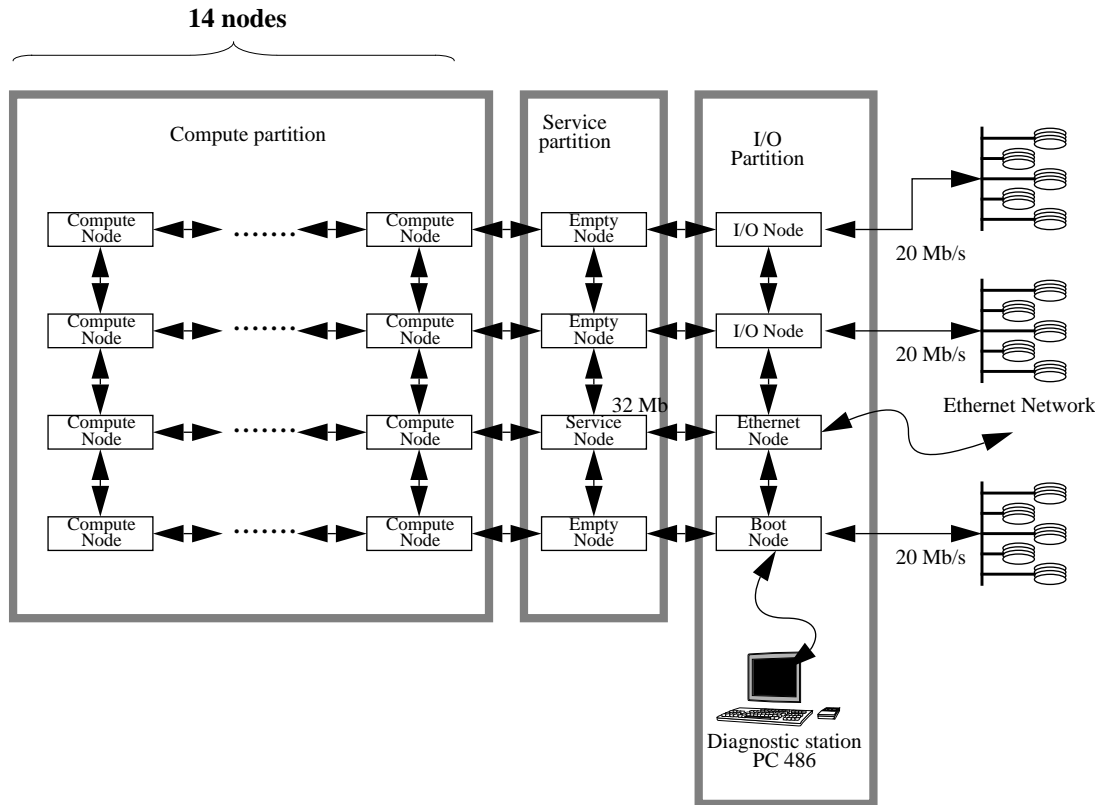 14 nodes
Compute partition
Service
partition
I/O
Partition
Compute
Node
.......
Compute
Node
Empty
Node
I/O Node
20 Mb/s
Compute
Node
.......
Compute
Node
Empty
Node
I/O Node
20 Mb/s
Compute
Node
.......
Compute
Node
32 Mb
Service
Node
Ethernet
Node
Ethernet Network
Compute
Node
.......
Compute
Node
Empty
Node
Boot
Node
20 Mb/s
Diagnostic station
PC 486